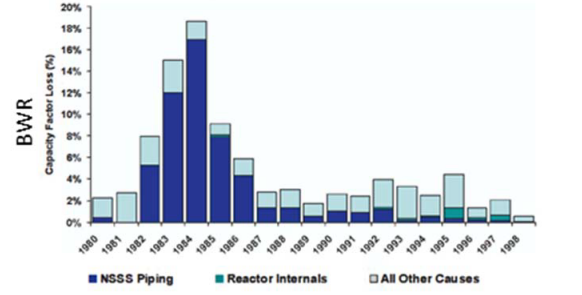 BWR
Capacity Factor Loss (%)
20%
18%
16%
14%
12%
10%
8%
6%
4%
2%
0%
1980 1981 1982 1983 1984 1985 1986 1987 1988 1989 1990 1991 1992 1993 1994 1995 1996 1997 1998
NSSS Piping Reactor Internals All Other Causes